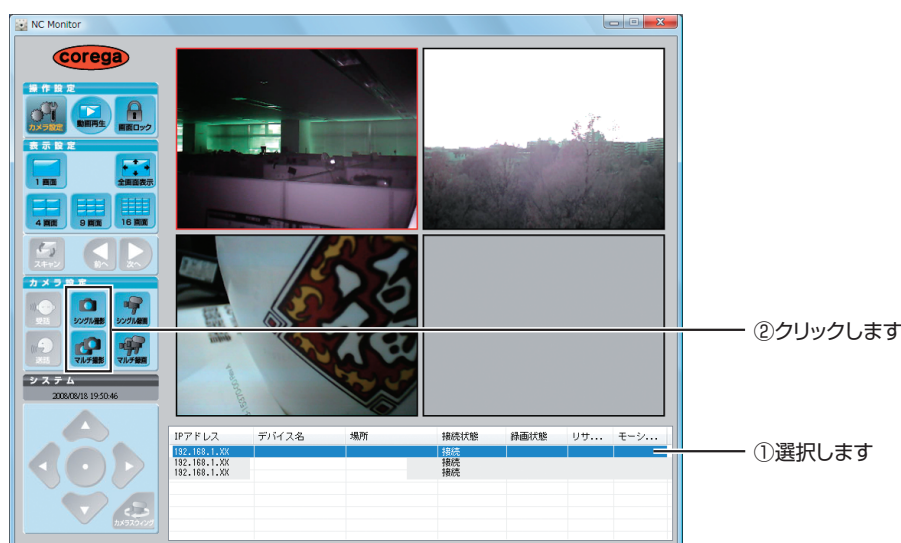 NC Monitor
corega
操作設定
カメラ設定
動画再生
画面ロック
表示設定
1 画面
全画面表示
4 画面
9 画面
16 画面
スキャン
前へ
次へ
カメラ設定
受話
シングル撮影
シングル録画
送話
マルチ撮影
マルチ録画
システム
2008/08/18 19:50:46
カメラスウィング
IPアドレス デバイス名 場所 接続状態 録画状態 リサ... モーシ...
192.168.1.XX 接続
192.168.1.XX 接続
192.168.1.XX 接続
②クリックします
①選択します